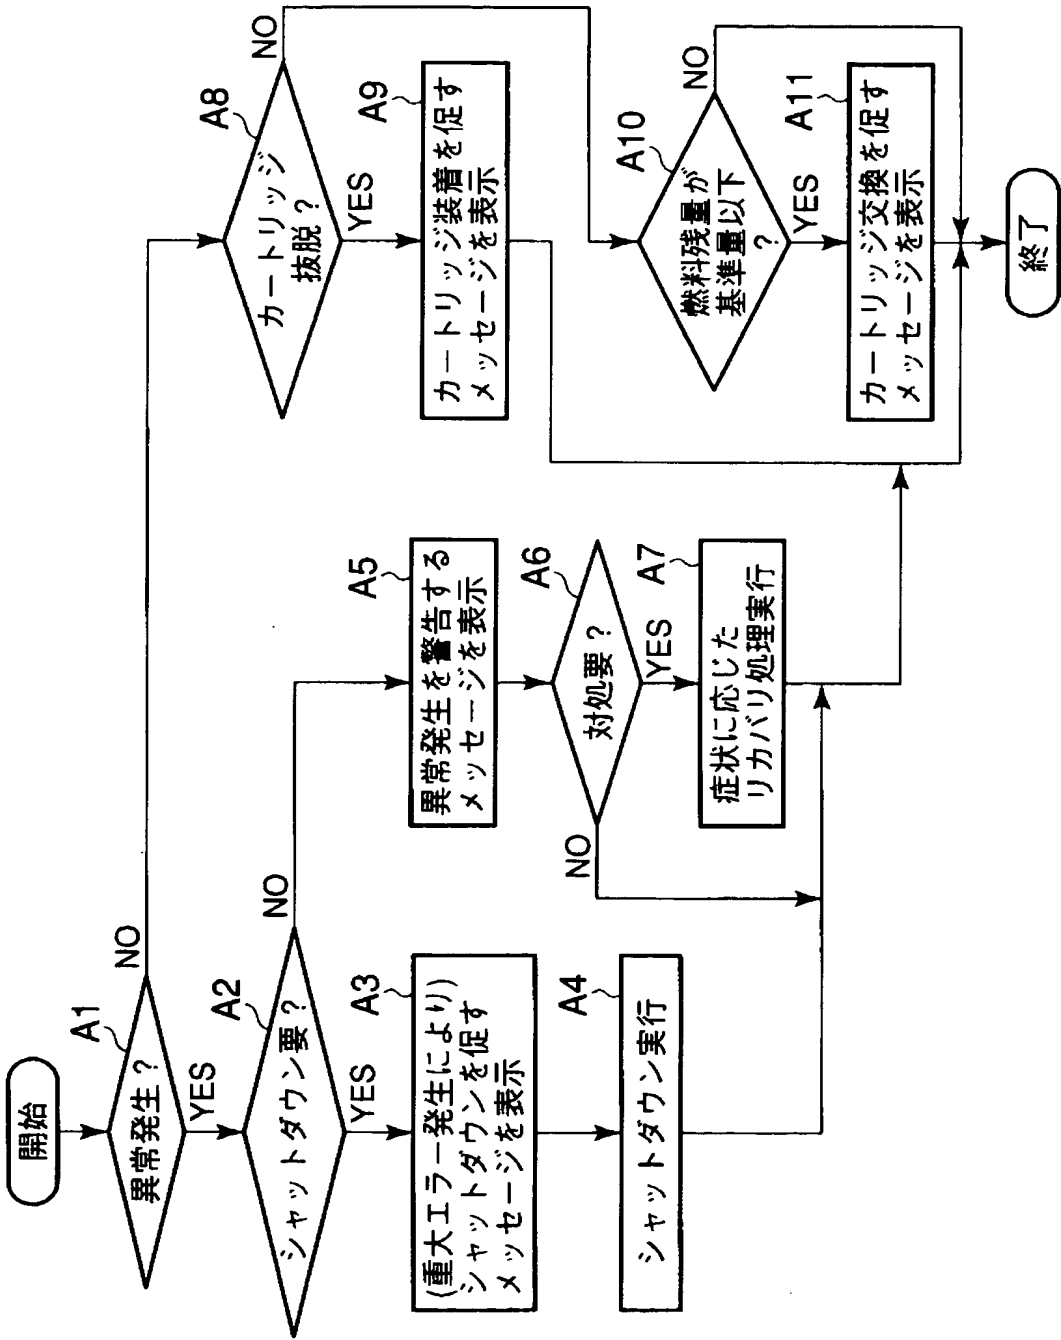 開始
A1
異常発生？
NO
YES
A2
シャットダウン要？
NO
YES
A3
(重大エラー発生により)
シャットダウンを促す
メッセージを表示
A4
シャットダウン実行
A5
異常発生を警告する
メッセージを表示
A6
対処要？
NO
YES
A7
症状に応じた
リカバリ処理実行
A8
カートリッジ
抜脱？
NO
YES
A9
カートリッジ装着を促す
メッセージを表示
A10
燃料残量が
基準量以下
？
NO
YES
A11
カートリッジ交換を促す
メッセージを表示
終了